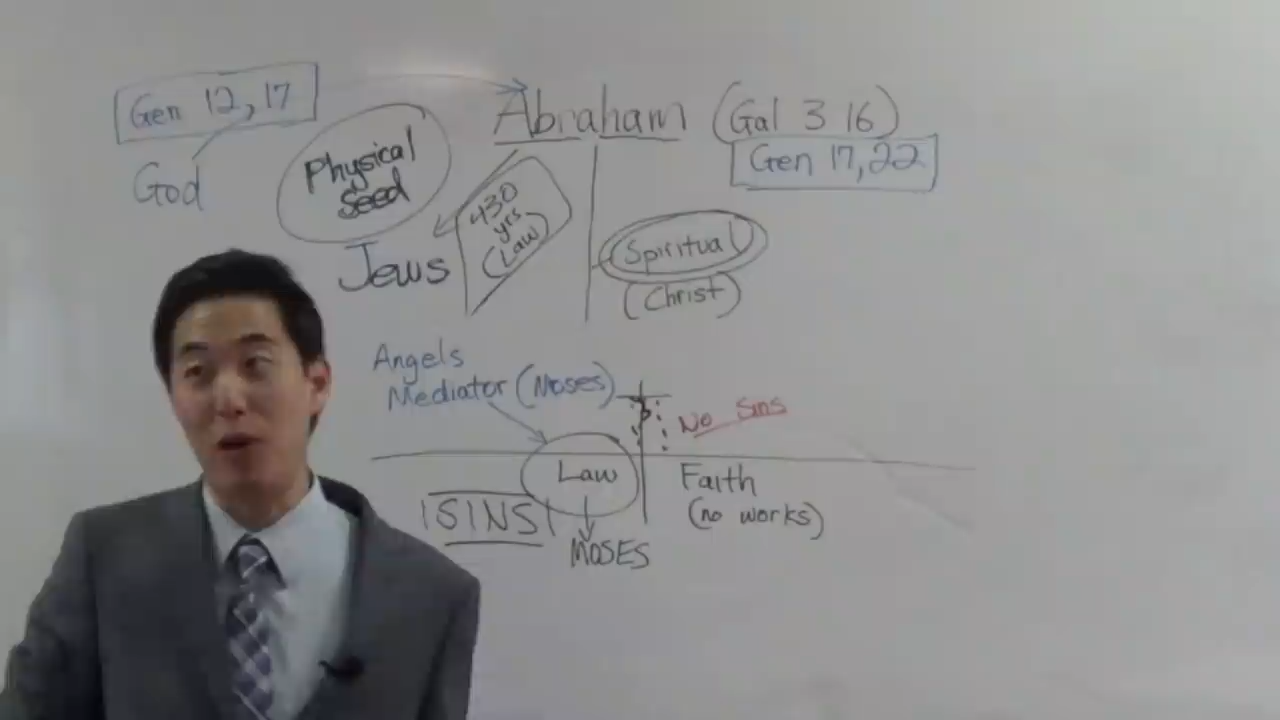 Gen 12,17
God
Abraham (Gal 3 16)
Gen 17,22
Physical
Seed
Jews
430
yrs
(Law)
Spiritual
(Christ)
Angels
Mediator (Moses)
No Sins
Law
Faith
(no works)
SINS
MOSES